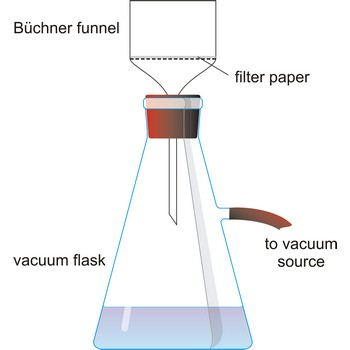 Büchner funnel
filter paper
to vacuum
source
vacuum flask